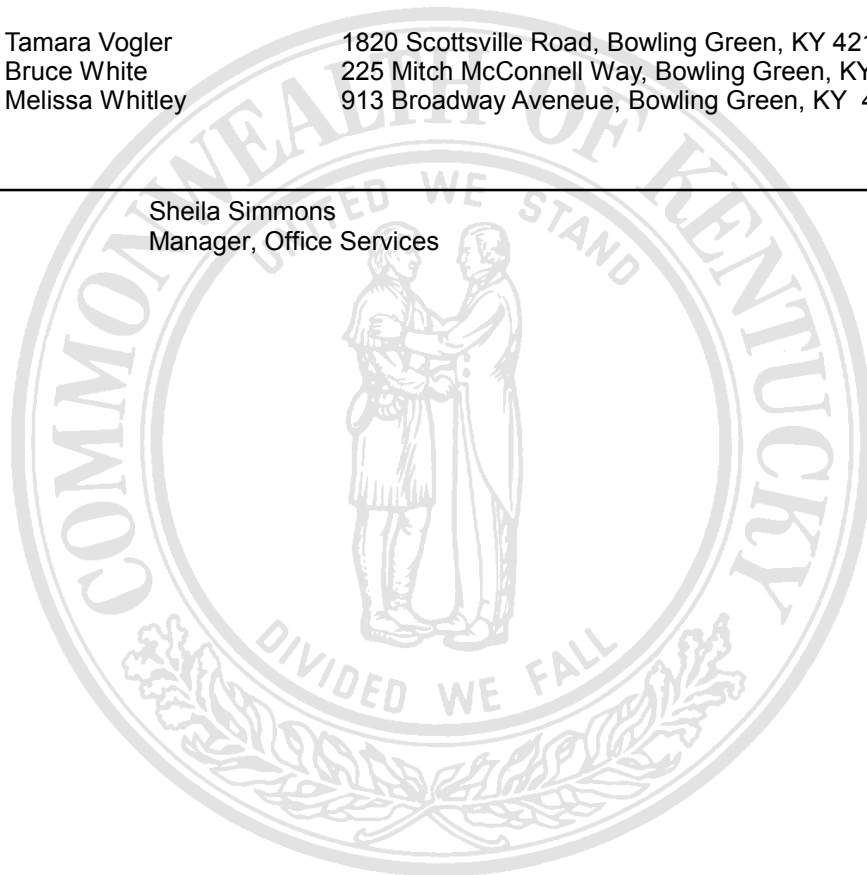 Tamara Vogler 1820 Scottsville Road, Bowling Green, KY 421
Bruce White 225 Mitch McConnell Way, Bowling Green, KY
Melissa Whitley 913 Broadway Aveneue, Bowling Green, KY 4
Sheila Simmons
Manager, Office Services
COMMONWEALTH OF KENTUCKY
UNITED WE STAND
DIVIDED WE FALL